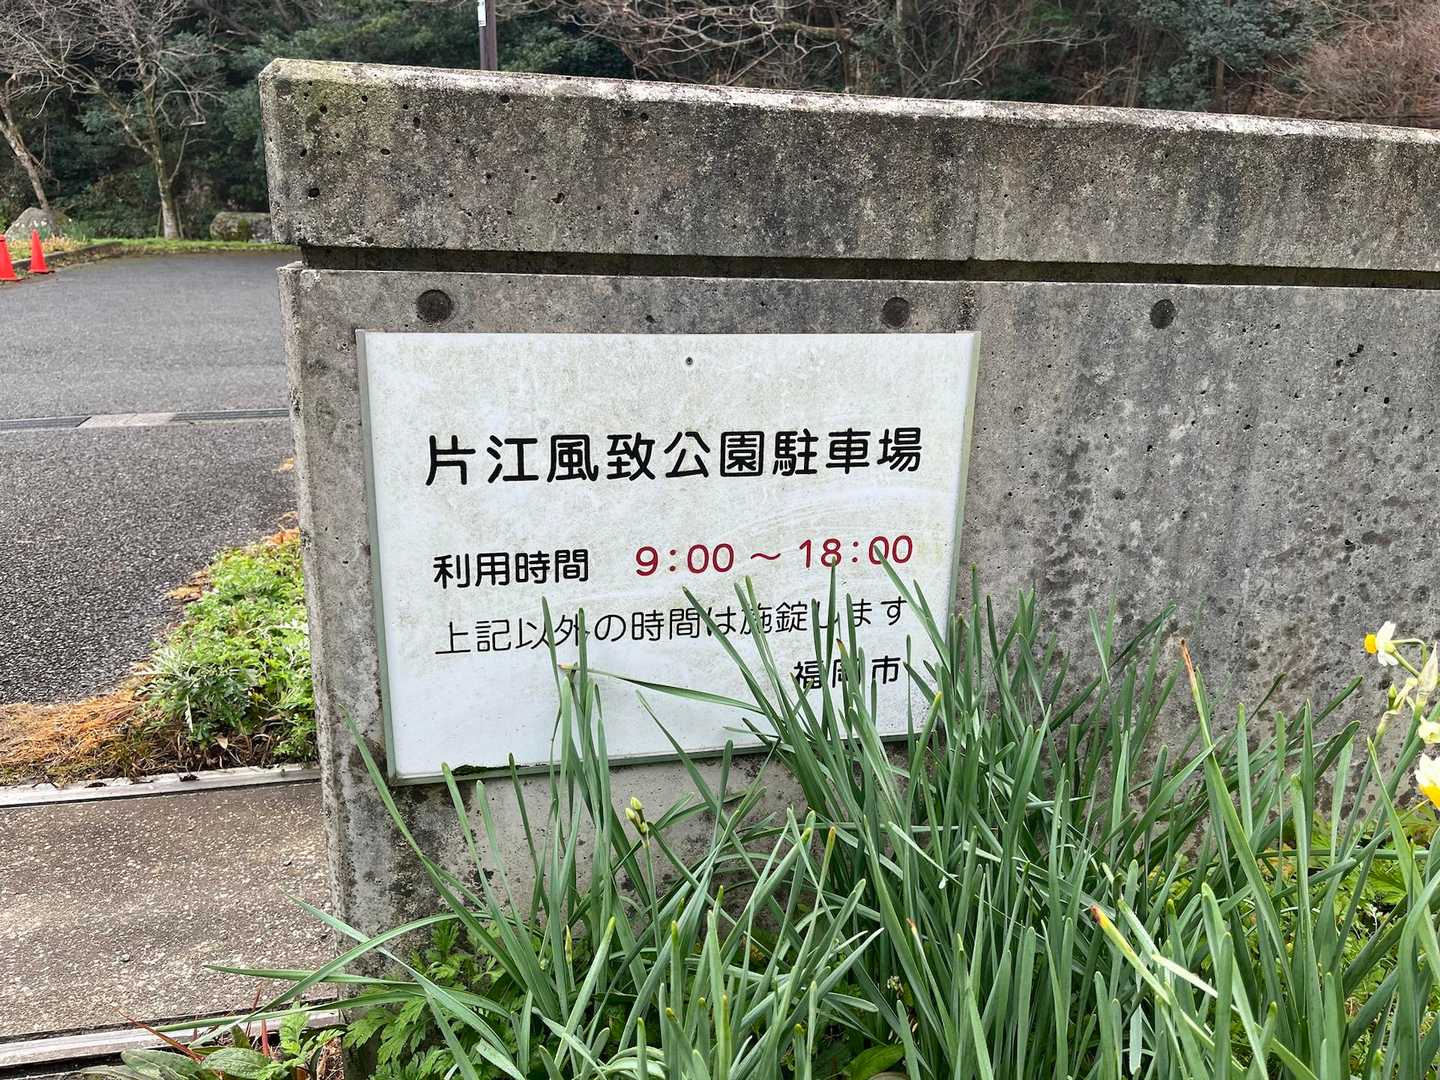 片江風致公園駐車場
利用時間 9:00～18:00
上記以外の時間は施錠します
福岡市